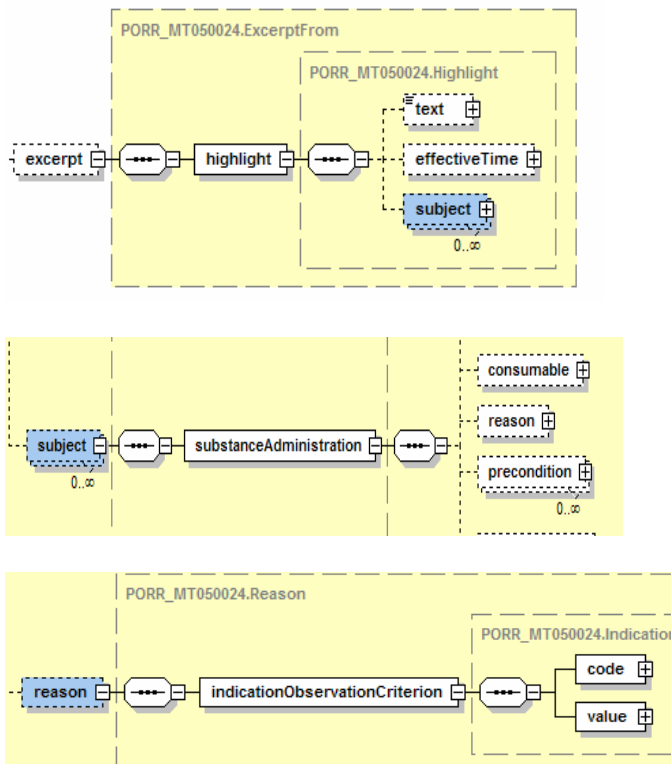 PORR_MT050024.ExcerptFrom
PORR_MT050024.Highlight
text
excerpt
highlight
effectiveTime
subject
0..∞
consumable
reason
subject
substanceAdministration
precondition
0..∞
0..∞
PORR_MT050024.Reason
PORR_MT050024.Indication
code
reason
indicationObservationCriterion
value